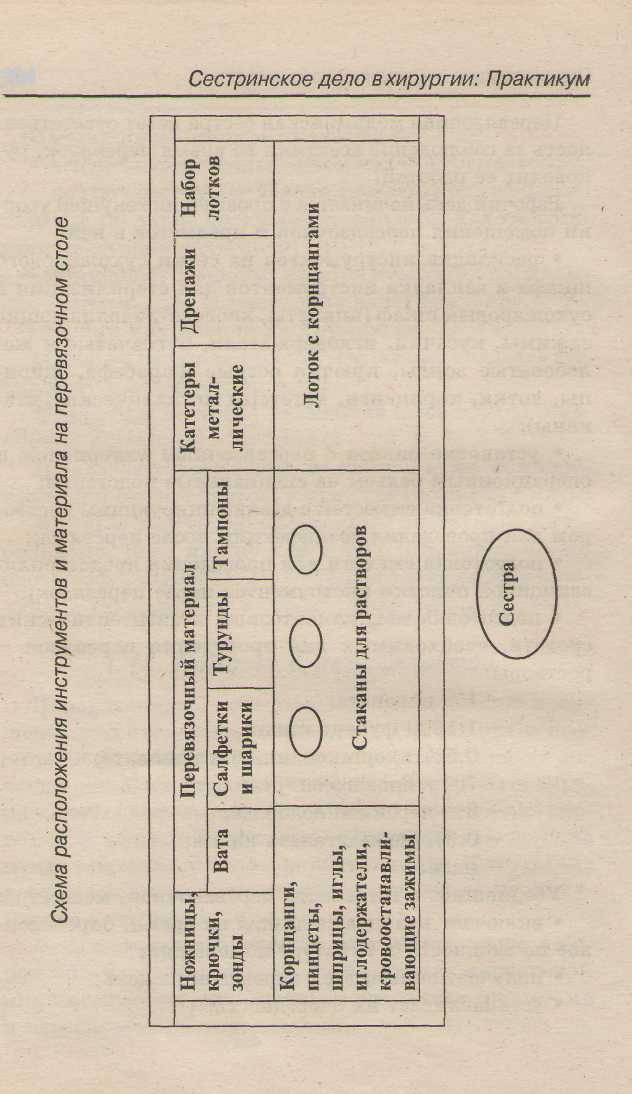 Сестринское дело в хирургии: Практикум
Схема расположения инструментов и материала на перевязочном столе
Ножницы,
крючки,
зонды
Перевязочный материал
Вата
Салфетки
и шарики
Турунды
Тампоны
Катетеры
метал-
лические
Дренажи
Набор
лотков
Корнцанги,
пинцеты,
шприцы, иглы,
иглодержатели,
кровоостанавли-
вающие зажимы
Стаканы для растворов
Лоток с корнцангами
Сестра